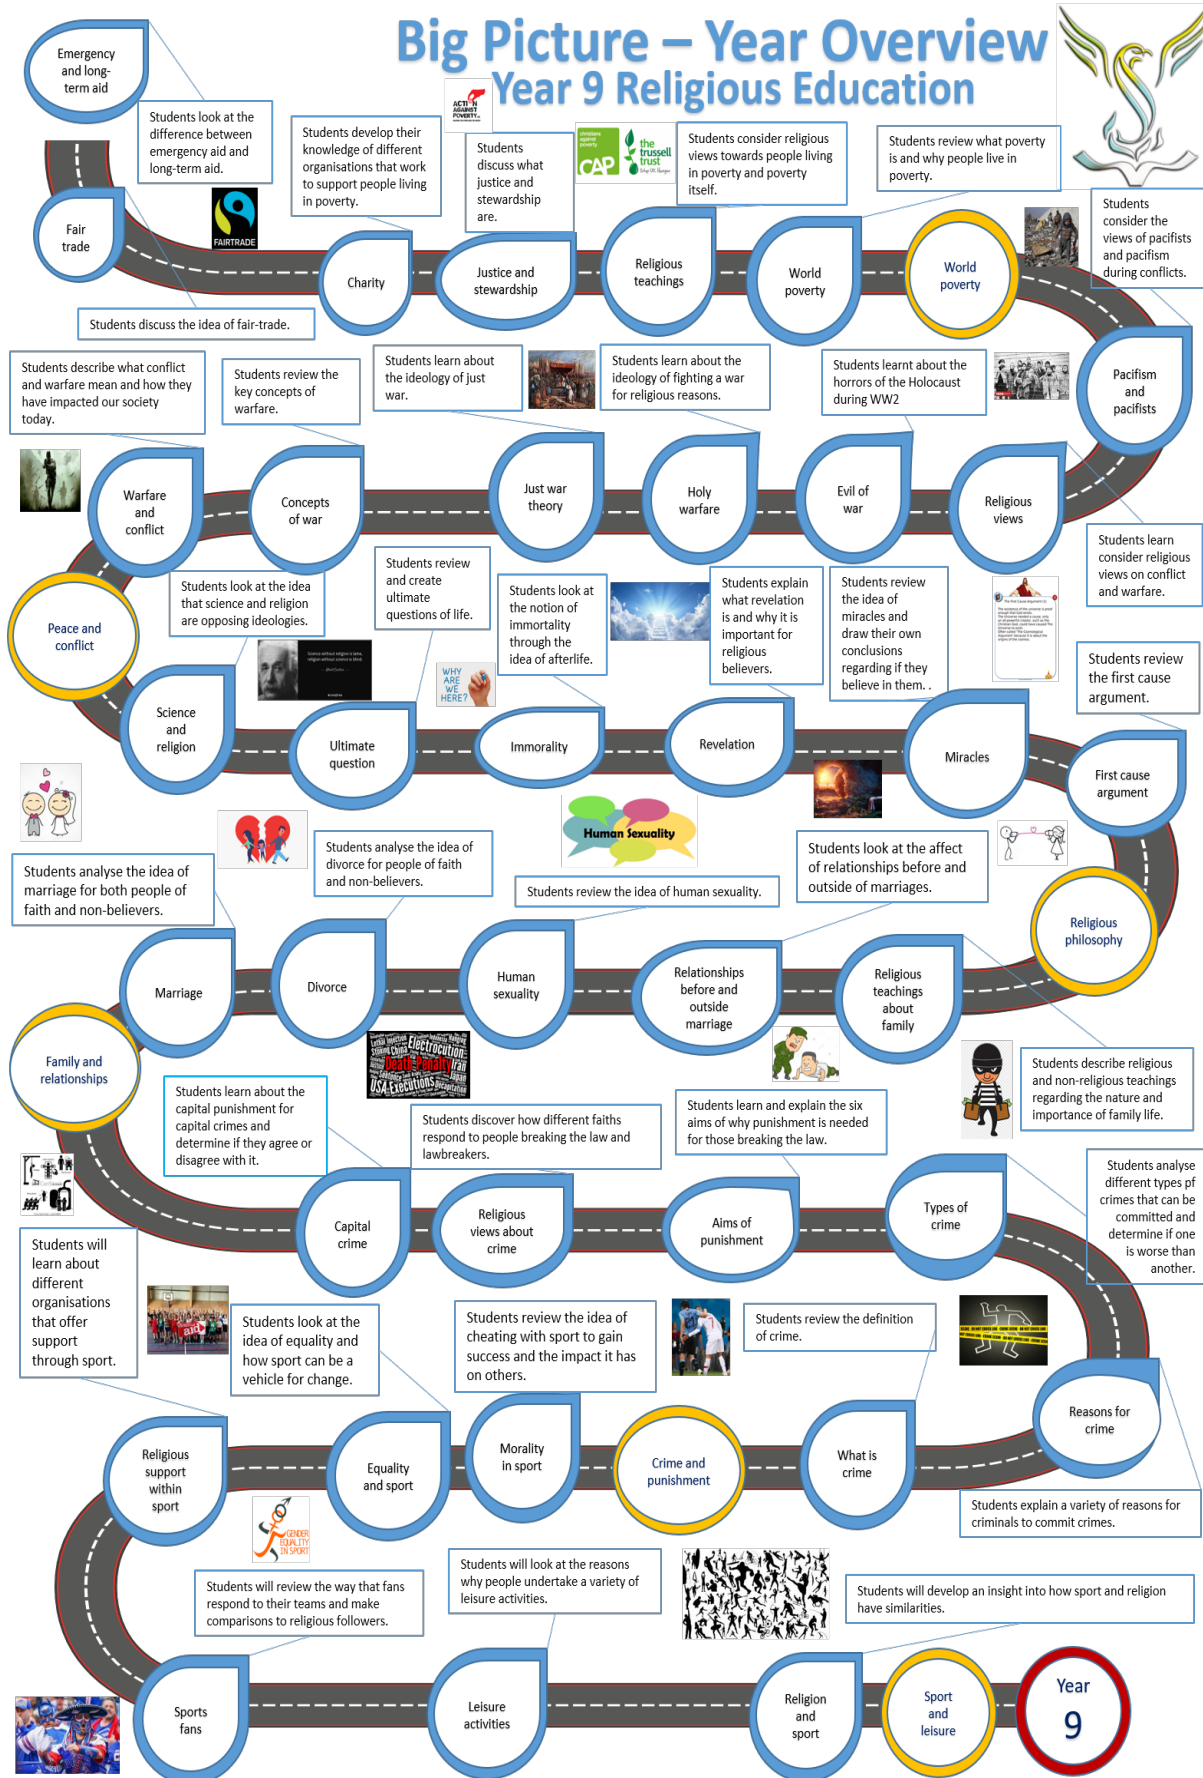 Big Picture – Year Overview
Year 9 Religious Education
Emergency
and long-
term aid
Students look at the
difference between
emergency aid and
long-term aid.
Students develop their
knowledge of different
organisations that work
to support people living
in poverty.
ACTION
AGAINST
POVERTY
Students
discuss what
justice and
stewardship
are.
christians
against
poverty
CAP
the
trussell
trust
Students consider religious
views towards people living
in poverty and poverty
itself.
Students review what poverty
is and why people live in
poverty.
Students
consider the
views of pacifists
and pacifism
during conflicts.
Fair
trade
FAIRTRADE
Charity
Justice and
stewardship
Religious
teachings
World
poverty
World
poverty
Students discuss the idea of fair-trade.
Students describe what conflict
and warfare mean and how they
have impacted our society
today.
Students review the
key concepts of
warfare.
Students learn about
the ideology of just
war.
Students learn about the
ideology of fighting a war
for religious reasons.
Students learnt about the
horrors of the Holocaust
during WW2
Pacifism
and
pacifists
Warfare
and
conflict
Concepts
of war
Just war
theory
Holy
warfare
Evil of
war
Religious
views
Students learn
consider religious
views on conflict
and warfare.
Peace and
conflict
Students look at the idea
that science and religion
are opposing ideologies.
Students review
and create
ultimate
questions of life.
Students look at
the notion of
immortality
through the
idea of afterlife.
Students explain
what revelation
is and why it is
important for
religious
believers.
Students review
the idea of
miracles and
draw their own
conclusions
regarding if they
believe in them. .
Students review
the first cause
argument.
Science without religion is lame,
religion without science is blind.
WHY
ARE
WE
HERE?
Science
and
religion
Ultimate
question
Immorality
Revelation
Miracles
First cause
argument
Human Sexuality
Students analyse the idea of
marriage for both people of
faith and non-believers.
Students analyse the idea of
divorce for people of faith
and non-believers.
Students review the idea of human sexuality.
Students look at the affect
of relationships before and
outside of marriages.
Religious
philosophy
Marriage
Divorce
Human
sexuality
Relationships
before and
outside
marriage
Religious
teachings
about
family
Family and
relationships
Lethal Injection
Electrocution
Death Penalty
Iran
Japan
USA Executions
Students describe religious
and non-religious teachings
regarding the nature and
importance of family life.
Students learn about the
capital punishment for
capital crimes and
determine if they agree or
disagree with it.
Students discover how different faiths
respond to people breaking the law and
lawbreakers.
Students learn and explain the six
aims of why punishment is needed
for those breaking the law.
Students analyse
different types pf
crimes that can be
committed and
determine if one
is worse than
another.
Capital
crime
Religious
views about
crime
Aims of
punishment
Types of
crime
Students will
learn about
different
organisations
that offer
support
through sport.
aid
Students look at the
idea of equality and
how sport can be a
vehicle for change.
Students review the idea of
cheating with sport to gain
success and the impact it has
on others.
Students review the definition
of crime.
Reasons for
crime
Religious
support
within
sport
Equality
and sport
Morality
in sport
Crime and
punishment
What is
crime
Students explain a variety of reasons for
criminals to commit crimes.
GENDER
EQUALITY
IN SPORT
Students will review the way that fans
respond to their teams and make
comparisons to religious followers.
Students will look at the reasons
why people undertake a variety of
leisure activities.
Students will develop an insight into how sport and religion
have similarities.
Sports
fans
Leisure
activities
Religion
and
sport
Sport
and
leisure
Year
9